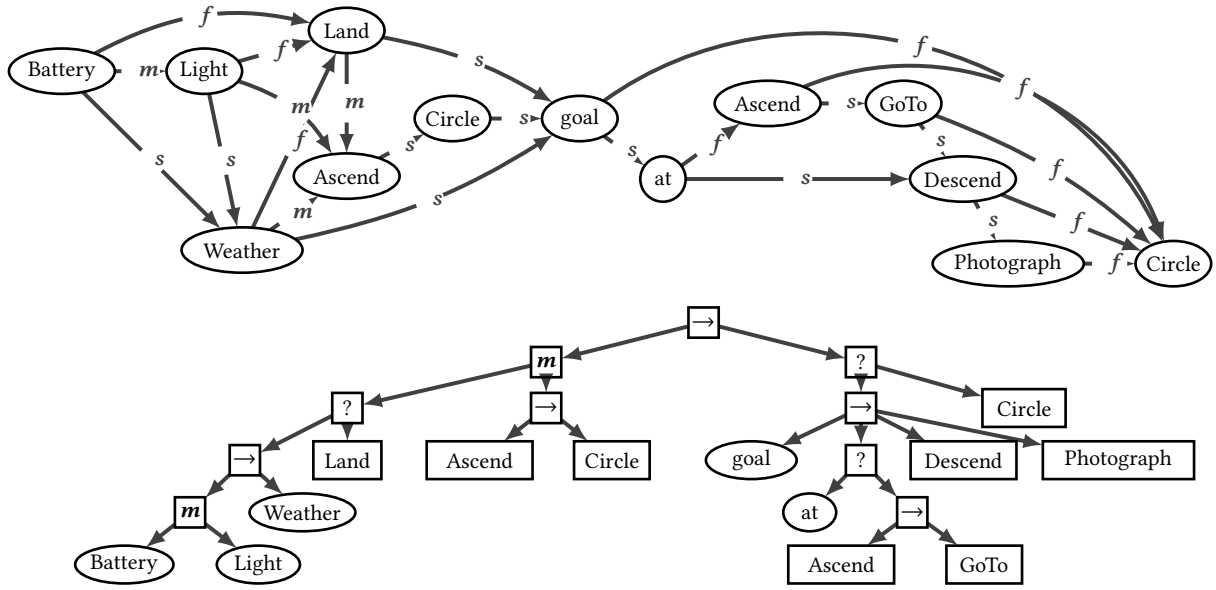 f
Land
f
Battery
m
Light
f
s
f
m
m
Circle
s
goal
Ascend
s
GoTo
f
s
f
s
s
s
f
s
at
s
Descend
f
Ascend
m
s
s
f
Weather
Photograph
f
Circle
→
m
?
?
→
→
Circle
→
Land
Ascend
Circle
goal
?
Descend
Photograph
m
Weather
at
→
Battery
Light
Ascend
GoTo